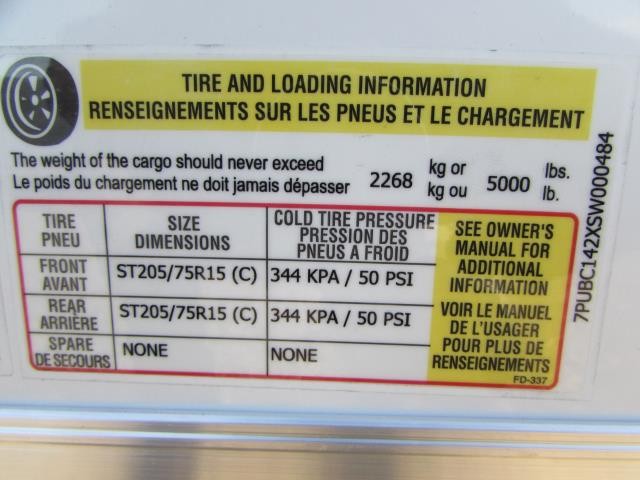 TIRE AND LOADING INFORMATION
RENSEIGNEMENTS SUR LES PNEUS ET LE CHARGEMENT
The weight of the cargo should never exceed 2268 kg or 5000 lbs.
Le poids du chargement ne doit jamais dépasser kg ou lb.
TIRE PNEU
SIZE DIMENSIONS
COLD TIRE PRESSURE
PRESSION DES
PNEUS A FROID
FRONT AVANT
ST205/75R15 (C)
344 KPA / 50 PSI
REAR ARRIÈRE
ST205/75R15 (C)
344 KPA / 50 PSI
SPARE DE SECOURS
NONE
NONE
SEE OWNER'S
MANUAL FOR
ADDITIONAL
INFORMATION
VOIR LE MANUEL
DE L'USAGER
POUR PLUS DE
RENSEIGNEMENTS
FD-337
7PUBC142XSW000484